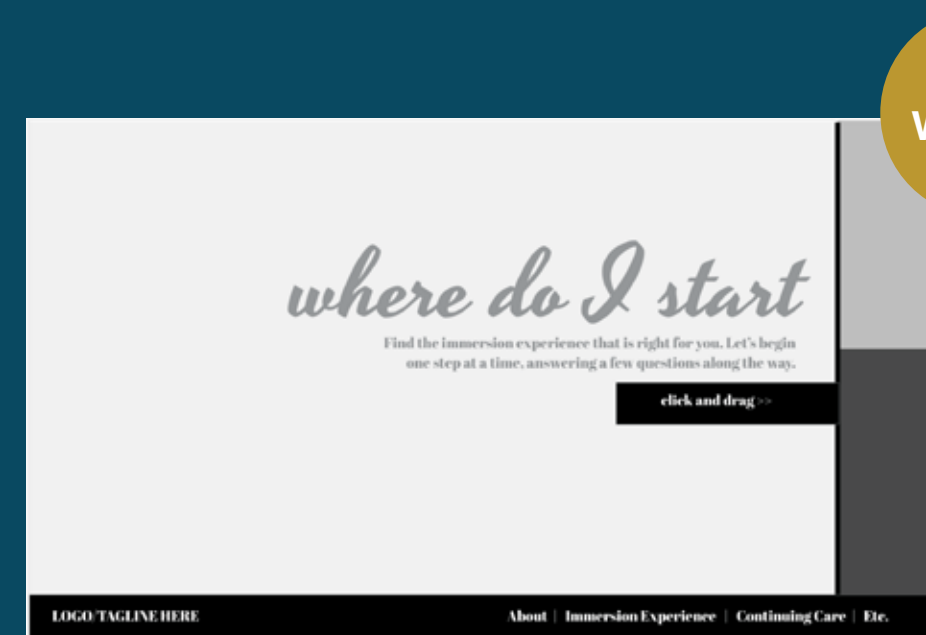 where do I start
Find the immersion experience that is right for you. Let's begin
one step at a time, answering a few questions along the way.
click and drag >>
LOGO/TAGLINE HERE
About | Immersion Experience | Continuing Care | Etc.